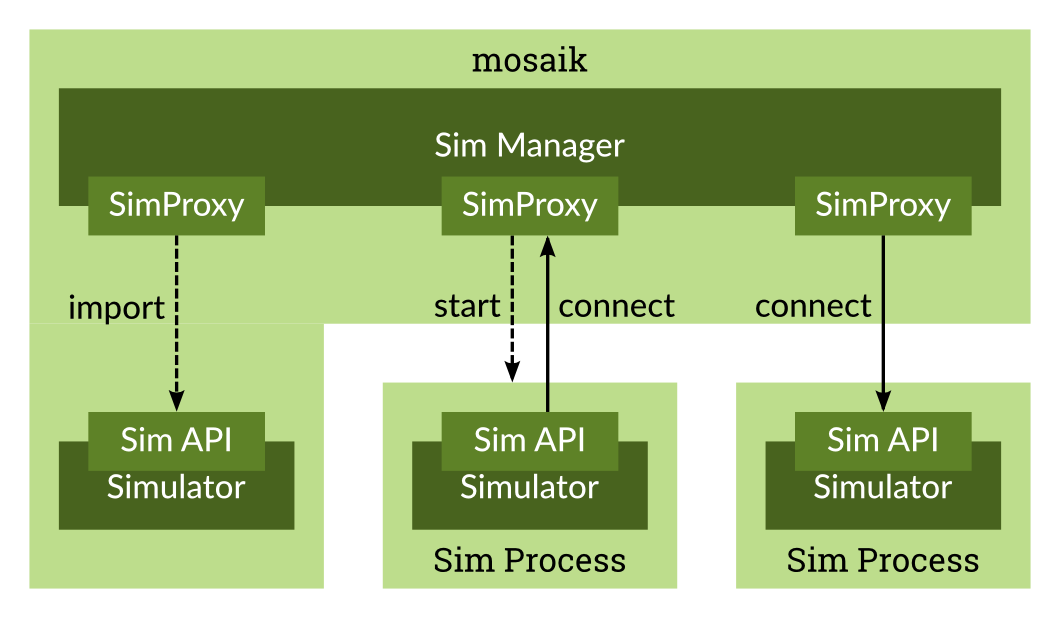 mosaik
Sim Manager
SimProxy SimProxy SimProxy
import start connect connect
Sim API Sim API Sim API
Simulator Simulator Simulator
Sim Process Sim Process